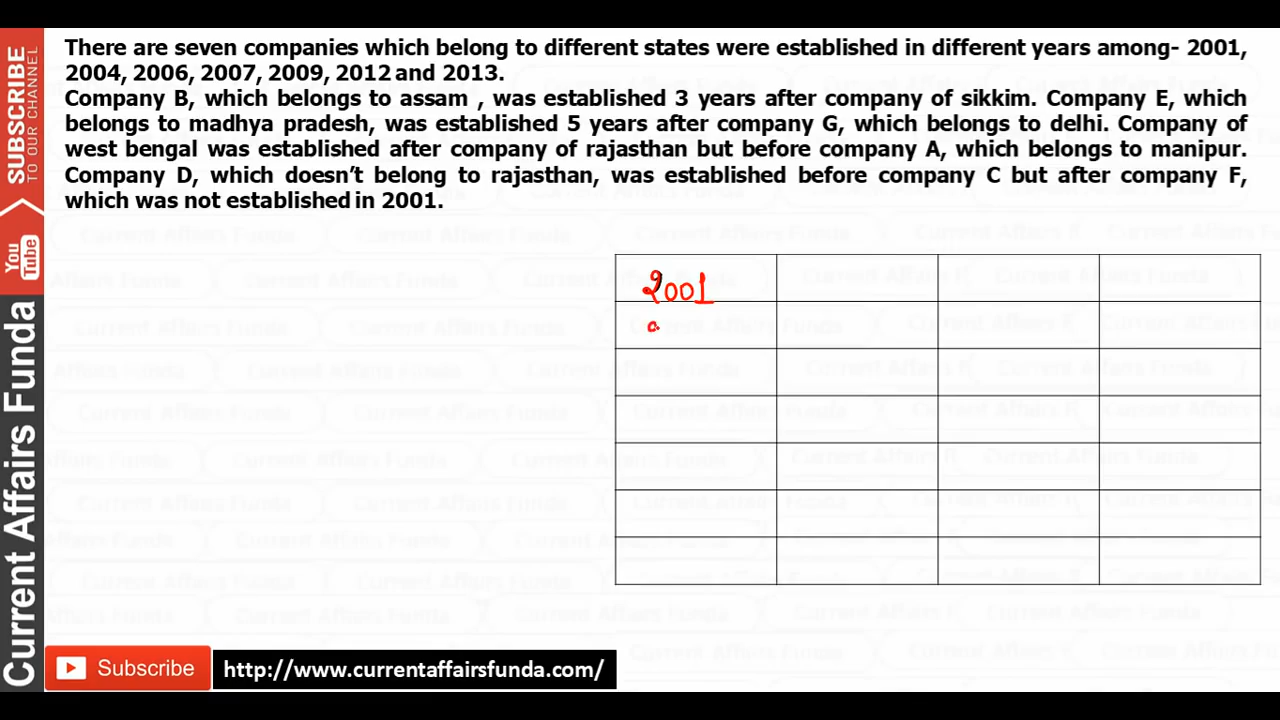 SUBSCRIBE
TO OUR CHANNEL
You Tube
Current Affairs Funda
There are seven companies which belong to different states were established in different years among- 2001,
2004, 2006, 2007, 2009, 2012 and 2013.
Company B, which belongs to assam , was established 3 years after company of sikkim. Company E, which
belongs to madhya pradesh, was established 5 years after company G, which belongs to delhi. Company of
west bengal was established after company of rajasthan but before company A, which belongs to manipur.
Company D, which doesn't belong to rajasthan, was established before company C but after company F,
which was not established in 2001.
2001
Subscribe
http://www.currentaffairsfunda.com/